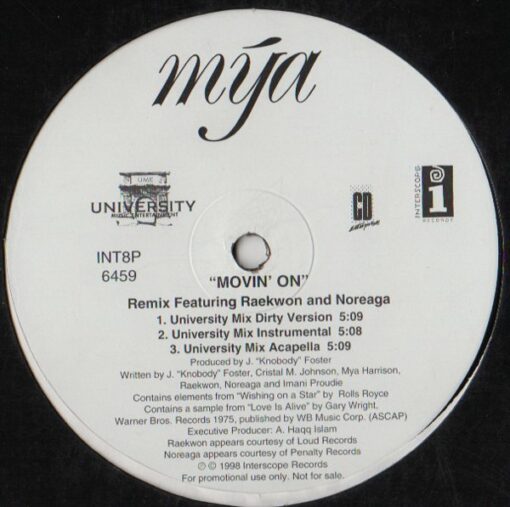 mýa
UME
UNIVERSITY
MUSIC ENTERTAINMENT
CD
INTERSCOPE
i
RECORDS
INT8P
6459
"MOVIN' ON"
Remix Featuring Raekwon and Noreaga
1. University Mix Dirty Version 5:09
2. University Mix Instrumental 5:08
3. University Mix Acapella 5:09
Produced by J. "Knobody" Foster
Written by J. "Knobody" Foster, Cristal M. Johnson, Mya Harrison,
Raekwon, Noreaga and Imani Proudie
Contains elements from "Wishing on a Star" by Rolls Royce
Contains a sample from "Love Is Alive" by Gary Wright,
Warner Bros. Records 1975, published by WB Music Corp. (ASCAP)
Executive Producer: A. Haqq Islam
Raekwon appears courtesy of Loud Records
Noreaga appears courtesy of Penalty Records
℗ © 1998 Interscope Records
For promotional use only. Not for sale.